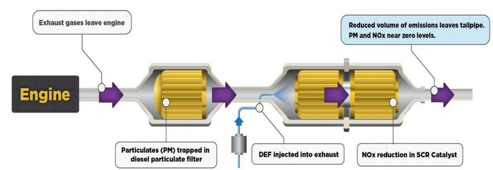 Exhaust gases leave engine
Reduced volume of emissions leaves tailpipe.
PM and NOx near zero levels.
Engine
Particulates (PM) trapped in
diesel particulate filter
DEF injected into exhaust
NOx reduction in SCR Catalyst